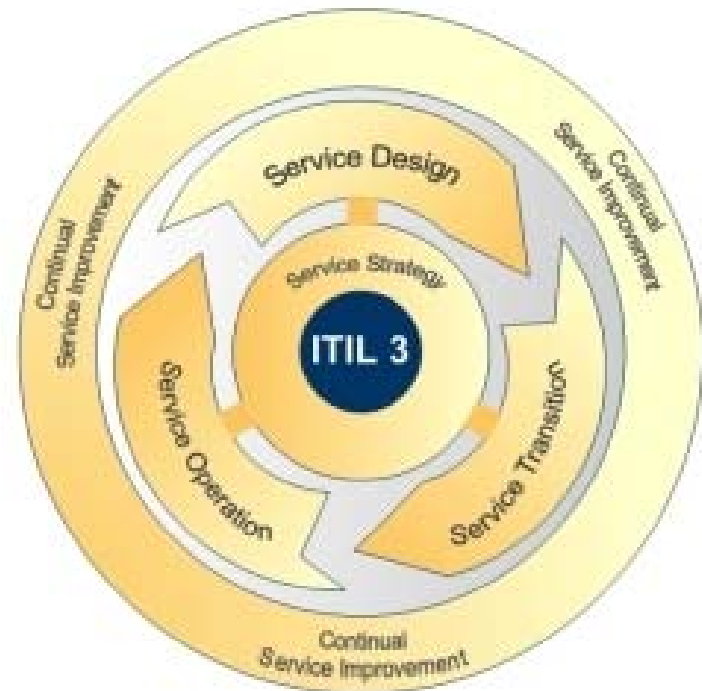 Continual
Service Improvement
Continual
Service Improvement
Service Design
Service Strategy
ITIL 3
Service Operation
Service Transition
Continual
Service Improvement